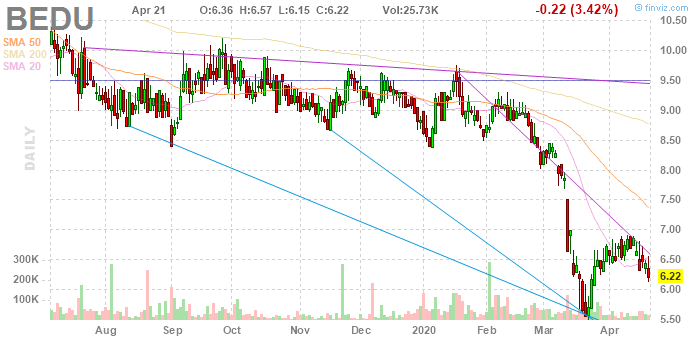 BEDU Apr 21 O:6.36 H:6.57 L:6.15 C:6.22 Vol:25.73K -0.22 (3.42%) © finviz.com
SMA 50
SMA 200
SMA 20
DAILY
10.00
9.50
9.00
8.50
8.00
7.50
7.00
6.50
6.22
6.00
5.50
300K
200K
100K
Aug Sep Oct Nov Dec 2020 Feb Mar Apr